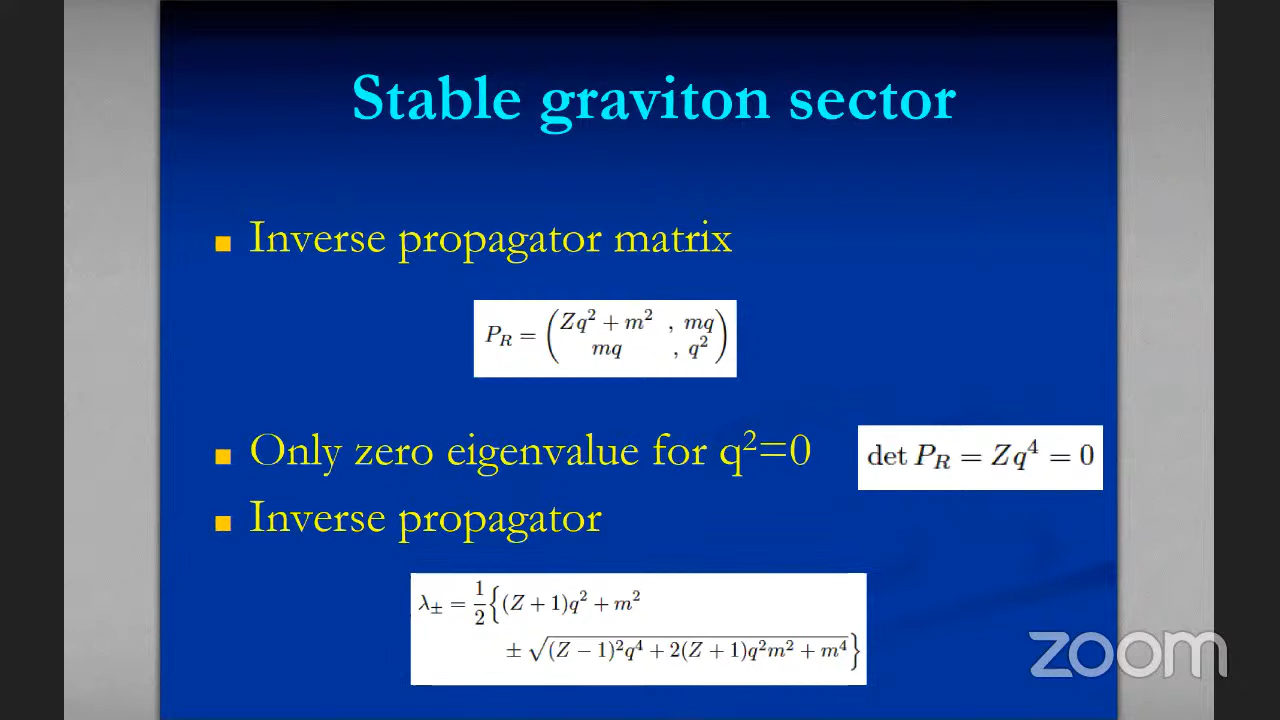 Stable graviton sector
Inverse propagator matrix
P_R = ( Zq² + m² , mq
mq , q² )
Only zero eigenvalue for q²=0
det P_R = Zq⁴ = 0
Inverse propagator
λ± = 1/2 { (Z + 1)q² + m²
± √(Z − 1)²q⁴ + 2(Z + 1)q²m² + m⁴ }
zoom